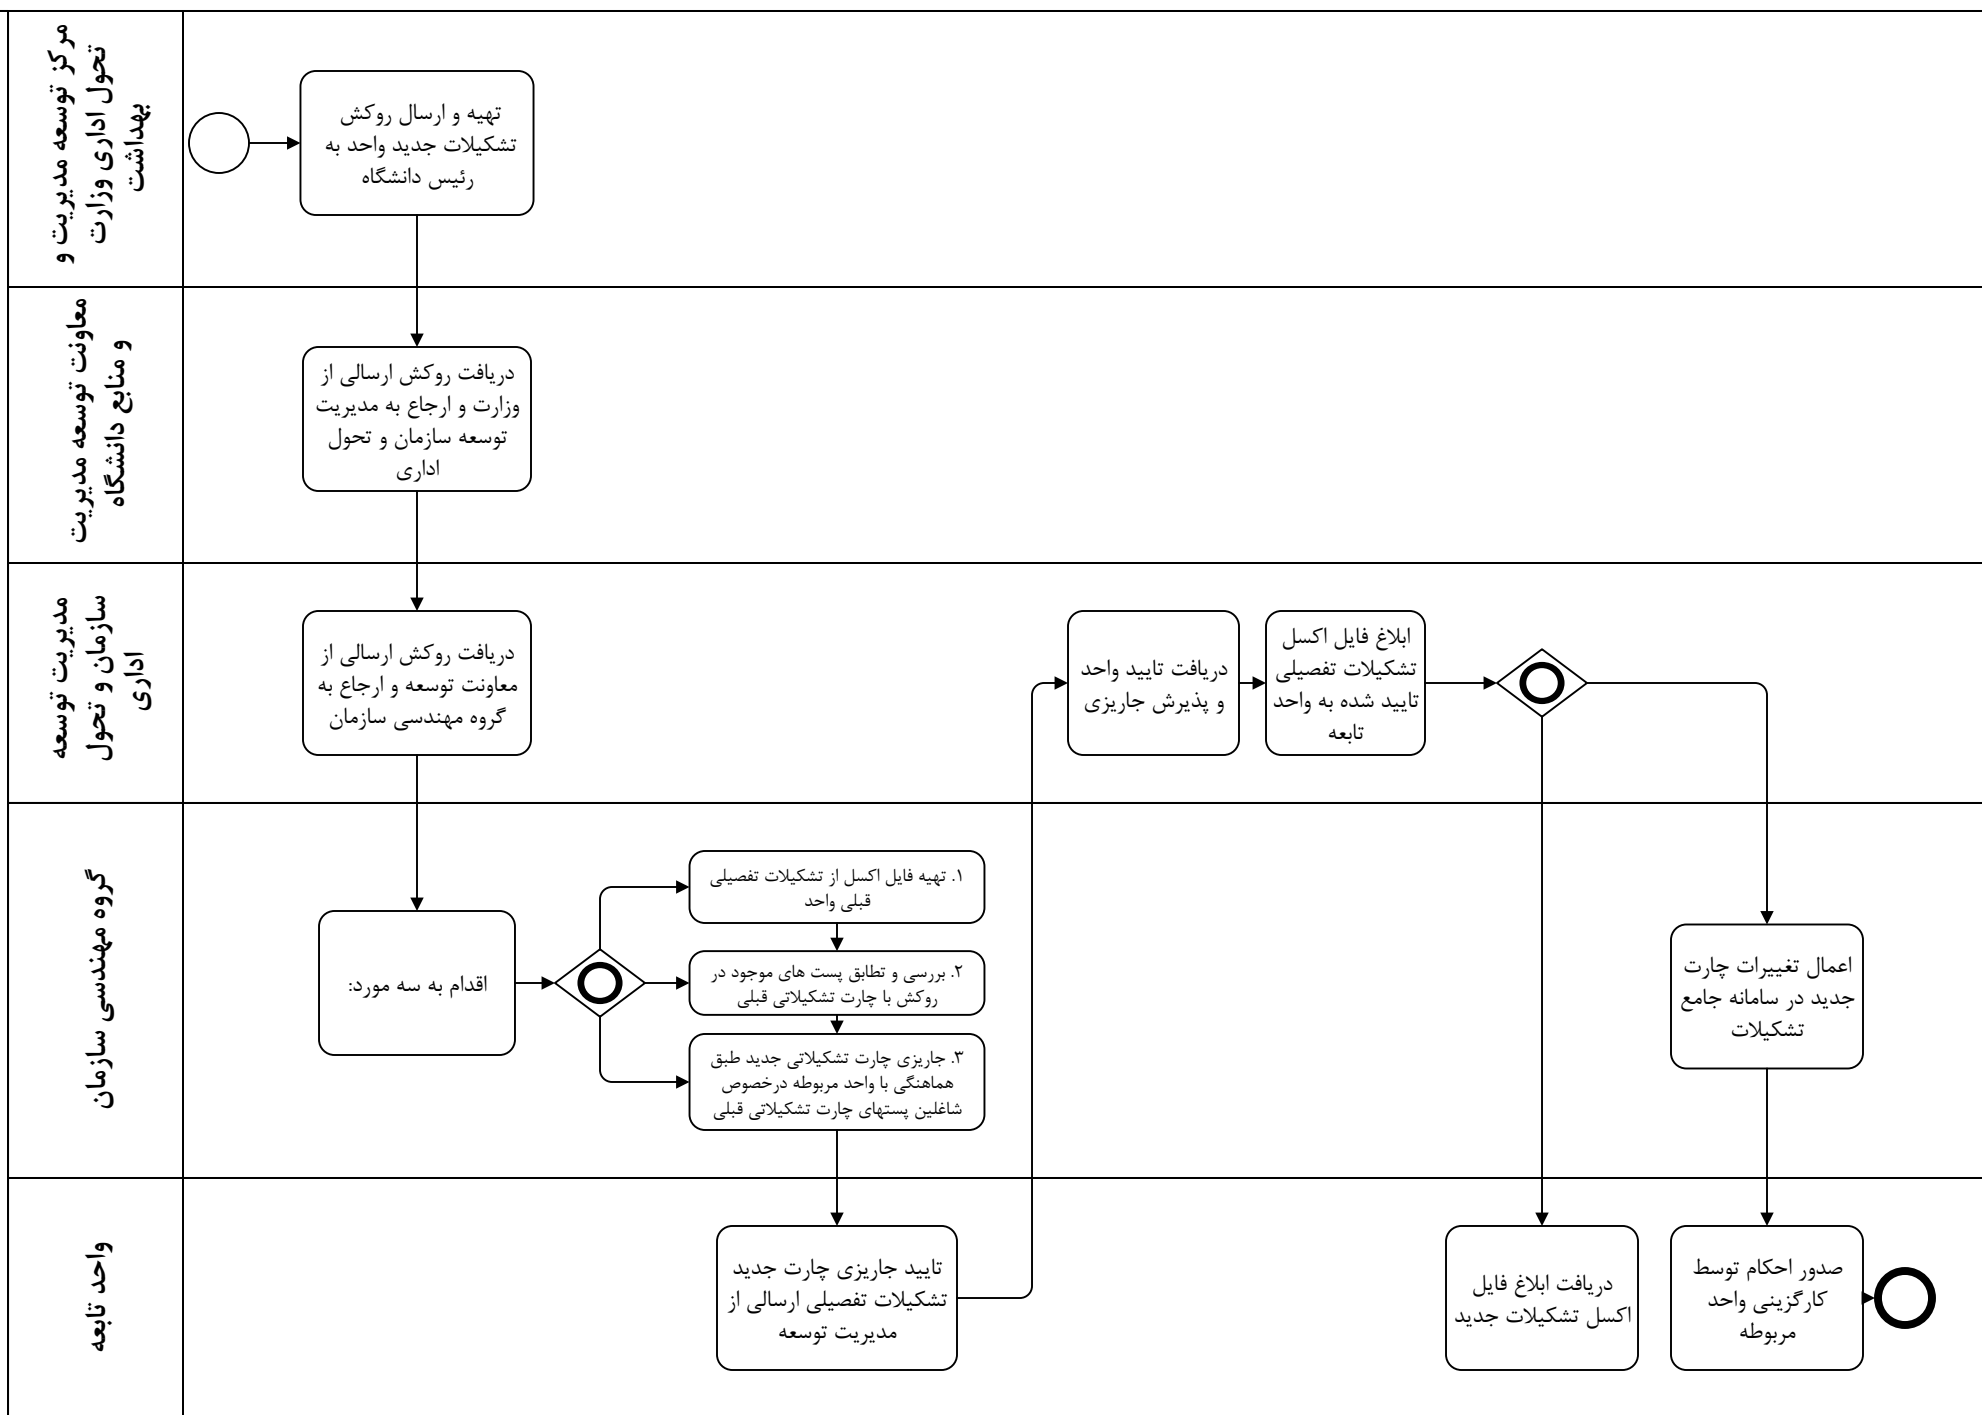 مرکز توسعه مدیریت و
تحول اداری وزارت
بهداشت
تهیه و ارسال روکش
تشکیلات جدید واحد به
رئیس دانشگاه
معاونت توسعه مدیریت
و منابع دانشگاه
دریافت روکش ارسالی از
وزارت و ارجاع به مدیریت
توسعه سازمان و تحول
اداری
مدیریت توسعه
سازمان و تحول
اداری
دریافت روکش ارسالی از
معاونت توسعه و ارجاع به
گروه مهندسی سازمان
دریافت تایید واحد
و پذیرش جاریزی
ابلاغ فایل اکسل
تشکیلات تفصیلی
تایید شده به واحد
تابعه
گروه مهندسی سازمان
اقدام به سه مورد:
۱. تهیه فایل اکسل از تشکیلات تفصیلی
قبلی واحد
۲. بررسی و تطابق پست های موجود در
روکش با چارت تشکیلاتی قبلی
۳. جاریزی چارت تشکیلاتی جدید طبق
هماهنگی با واحد مربوطه درخصوص
شاغلین پستهای چارت تشکیلاتی قبلی
اعمال تغییرات چارت
جدید در سامانه جامع
تشکیلات
واحد تابعه
تایید جاریزی چارت جدید
تشکیلات تفصیلی ارسالی از
مدیریت توسعه
دریافت ابلاغ فایل
اکسل تشکیلات جدید
صدور احکام توسط
کارگزینی واحد
مربوطه